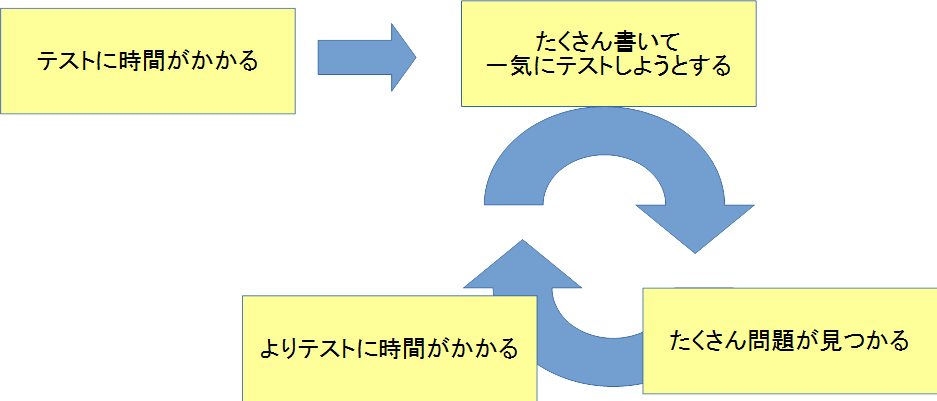 テストに時間がかかる
たくさん書いて
一気にテストしようとする
よりテストに時間がかかる
たくさん問題が見つかる